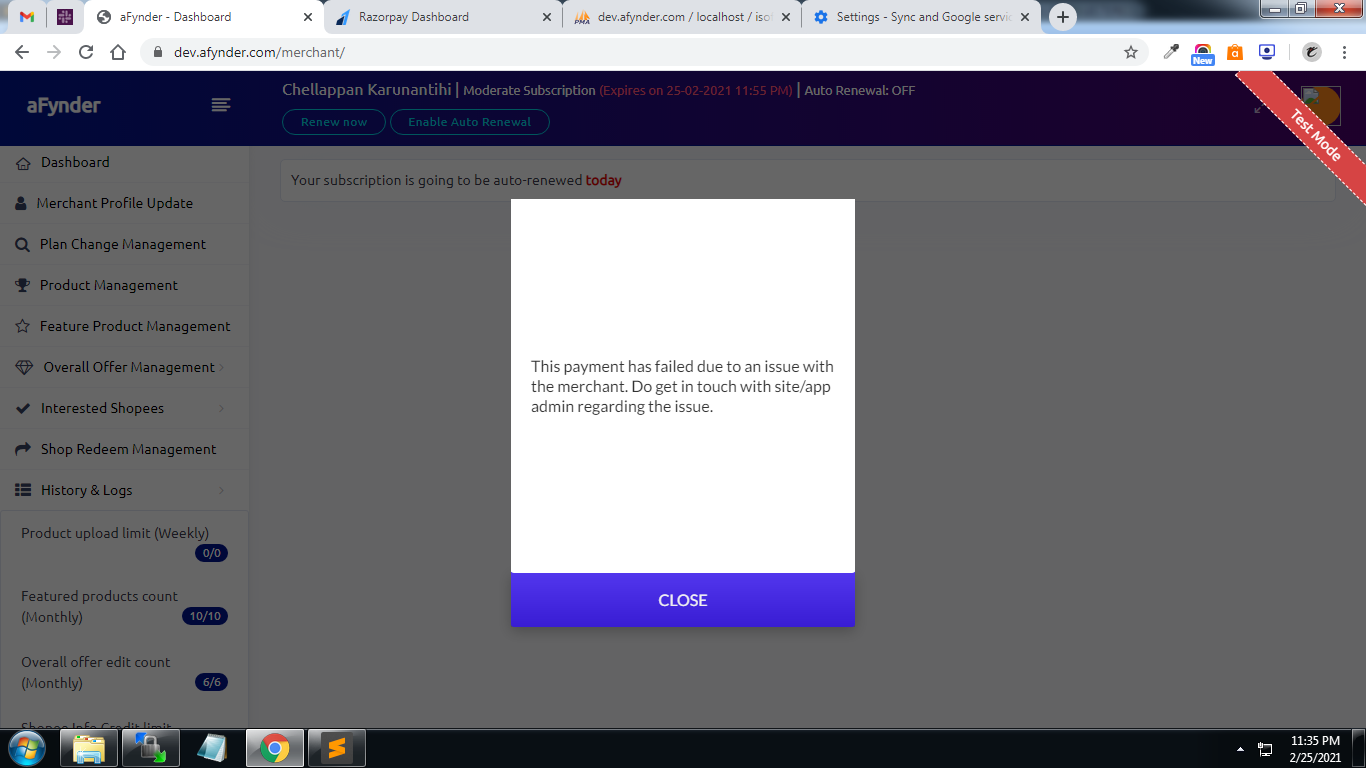 aFynder - Dashboard
Razorpay Dashboard
PMA
dev.afynder.com / localhost / iso
Settings - Sync and Google servic
dev.afynder.com/merchant/
New
aFynder
Chellappan Karunantihi | Moderate Subscription (Expires on 25-02-2021 11:55 PM) | Auto Renewal: OFF
Renew now
Enable Auto Renewal
Test Mode
Dashboard
Merchant Profile Update
Plan Change Management
Product Management
Feature Product Management
Overall Offer Management
Interested Shopees
Shop Redeem Management
History & Logs
Product upload limit (Weekly)
0/0
Featured products count
(Monthly)
10/10
Overall offer edit count
(Monthly)
6/6
Shopee Info Credit limit
Your subscription is going to be auto-renewed today
This payment has failed due to an issue with
the merchant. Do get in touch with site/app
admin regarding the issue.
CLOSE
11:35 PM
2/25/2021